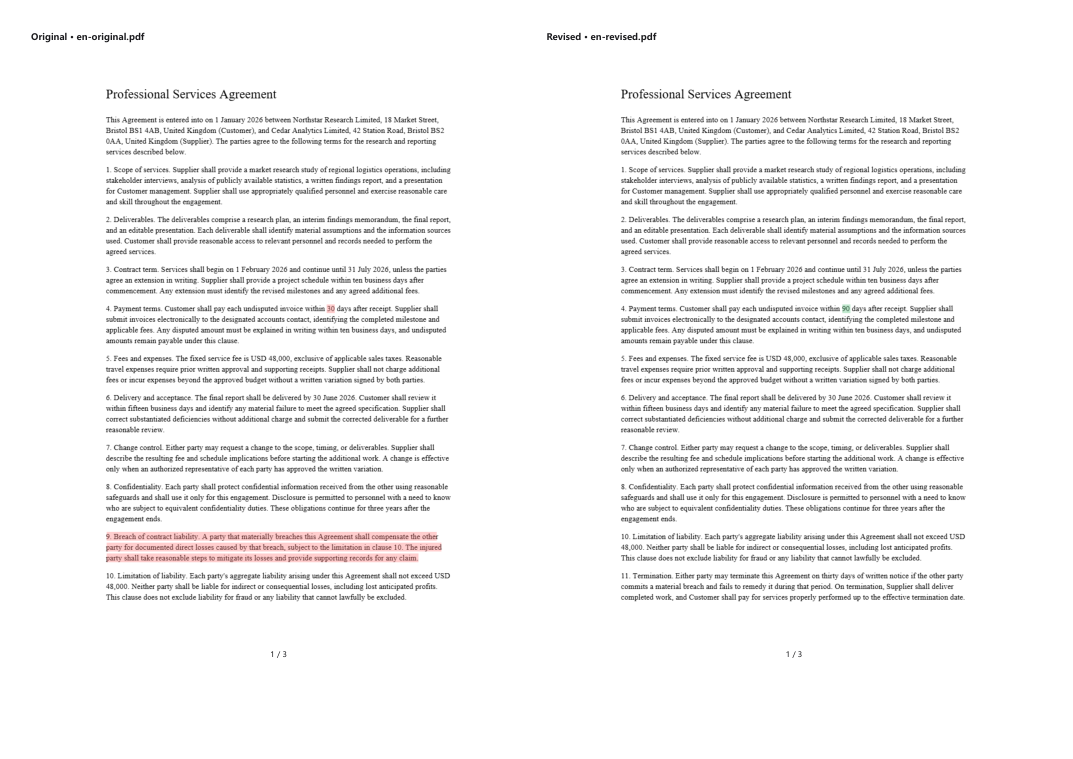 Original • en-original.pdf
Professional Services Agreement
This Agreement is entered into on 1 January 2026 between Northstar Research Limited, 18 Market Street,
Bristol BS1 4AB, United Kingdom (Customer), and Cedar Analytics Limited, 42 Station Road, Bristol BS2
0AA, United Kingdom (Supplier). The parties agree to the following terms for the research and reporting
services described below.
1. Scope of services. Supplier shall provide a market research study of regional logistics operations, including
stakeholder interviews, analysis of publicly available statistics, a written findings report, and a presentation
for Customer management. Supplier shall use appropriately qualified personnel and exercise reasonable care
and skill throughout the engagement.
2. Deliverables. The deliverables comprise a research plan, an interim findings memorandum, the final report,
and an editable presentation. Each deliverable shall identify material assumptions and the information sources
used. Customer shall provide reasonable access to relevant personnel and records needed to perform the
agreed services.
3. Contract term. Services shall begin on 1 February 2026 and continue until 31 July 2026, unless the parties
agree an extension in writing. Supplier shall provide a project schedule within ten business days after
commencement. Any extension must identify the revised milestones and any agreed additional fees.
4. Payment terms. Customer shall pay each undisputed invoice within 30 days after receipt. Supplier shall
submit invoices electronically to the designated accounts contact, identifying the completed milestone and
applicable fees. Any disputed amount must be explained in writing within ten business days, and undisputed
amounts remain payable under this clause.
5. Fees and expenses. The fixed service fee is USD 48,000, exclusive of applicable sales taxes. Reasonable
travel expenses require prior written approval and supporting receipts. Supplier shall not charge additional
fees or incur expenses beyond the approved budget without a written variation signed by both parties.
6. Delivery and acceptance. The final report shall be delivered by 30 June 2026. Customer shall review it
within fifteen business days and identify any material failure to meet the agreed specification. Supplier shall
correct substantiated deficiencies without additional charge and submit the corrected deliverable for a further
reasonable review.
7. Change control. Either party may request a change to the scope, timing, or deliverables. Supplier shall
describe the resulting fee and schedule implications before starting the additional work. A change is effective
only when an authorized representative of each party has approved the written variation.
8. Confidentiality. Each party shall protect confidential information received from the other using reasonable
safeguards and shall use it only for this engagement. Disclosure is permitted to personnel with a need to know
who are subject to equivalent confidentiality duties. These obligations continue for three years after the
engagement ends.
9. Breach of contract liability. A party that materially breaches this Agreement shall compensate the other
party for documented direct losses caused by that breach, subject to the limitation in clause 10. The injured
party shall take reasonable steps to mitigate its losses and provide supporting records for any claim.
10. Limitation of liability. Each party's aggregate liability arising under this Agreement shall not exceed USD
48,000. Neither party shall be liable for indirect or consequential losses, including lost anticipated profits.
This clause does not exclude liability for fraud or any liability that cannot lawfully be excluded.
1 / 3
Revised • en-revised.pdf
Professional Services Agreement
This Agreement is entered into on 1 January 2026 between Northstar Research Limited, 18 Market Street,
Bristol BS1 4AB, United Kingdom (Customer), and Cedar Analytics Limited, 42 Station Road, Bristol BS2
0AA, United Kingdom (Supplier). The parties agree to the following terms for the research and reporting
services described below.
1. Scope of services. Supplier shall provide a market research study of regional logistics operations, including
stakeholder interviews, analysis of publicly available statistics, a written findings report, and a presentation
for Customer management. Supplier shall use appropriately qualified personnel and exercise reasonable care
and skill throughout the engagement.
2. Deliverables. The deliverables comprise a research plan, an interim findings memorandum, the final report,
and an editable presentation. Each deliverable shall identify material assumptions and the information sources
used. Customer shall provide reasonable access to relevant personnel and records needed to perform the
agreed services.
3. Contract term. Services shall begin on 1 February 2026 and continue until 31 July 2026, unless the parties
agree an extension in writing. Supplier shall provide a project schedule within ten business days after
commencement. Any extension must identify the revised milestones and any agreed additional fees.
4. Payment terms. Customer shall pay each undisputed invoice within 90 days after receipt. Supplier shall
submit invoices electronically to the designated accounts contact, identifying the completed milestone and
applicable fees. Any disputed amount must be explained in writing within ten business days, and undisputed
amounts remain payable under this clause.
5. Fees and expenses. The fixed service fee is USD 48,000, exclusive of applicable sales taxes. Reasonable
travel expenses require prior written approval and supporting receipts. Supplier shall not charge additional
fees or incur expenses beyond the approved budget without a written variation signed by both parties.
6. Delivery and acceptance. The final report shall be delivered by 30 June 2026. Customer shall review it
within fifteen business days and identify any material failure to meet the agreed specification. Supplier shall
correct substantiated deficiencies without additional charge and submit the corrected deliverable for a further
reasonable review.
7. Change control. Either party may request a change to the scope, timing, or deliverables. Supplier shall
describe the resulting fee and schedule implications before starting the additional work. A change is effective
only when an authorized representative of each party has approved the written variation.
8. Confidentiality. Each party shall protect confidential information received from the other using reasonable
safeguards and shall use it only for this engagement. Disclosure is permitted to personnel with a need to know
who are subject to equivalent confidentiality duties. These obligations continue for three years after the
engagement ends.
10. Limitation of liability. Each party's aggregate liability arising under this Agreement shall not exceed USD
48,000. Neither party shall be liable for indirect or consequential losses, including lost anticipated profits.
This clause does not exclude liability for fraud or any liability that cannot lawfully be excluded.
11. Termination. Either party may terminate this Agreement on thirty days of written notice if the other party
commits a material breach and fails to remedy it during that period. On termination, Supplier shall deliver
completed work, and Customer shall pay for services properly performed up to the effective termination date.
1 / 3